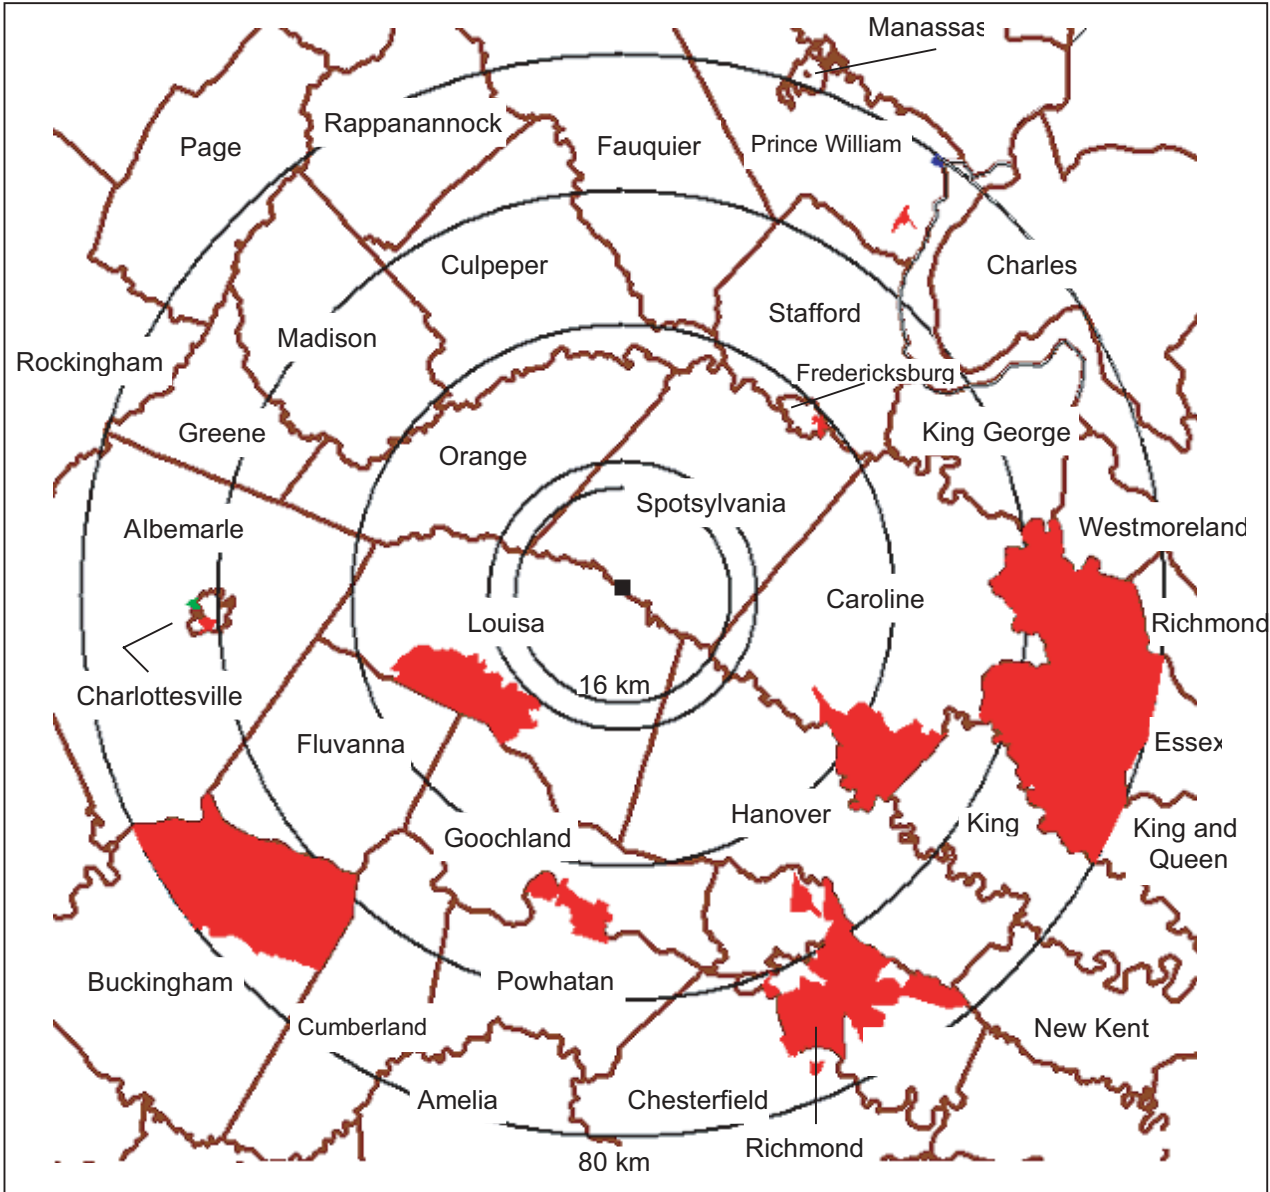 Manassas
Rappanannock
Page
Fauquier
Prince William
Culpeper
Charles
Stafford
Madison
Rockingham
Fredericksburg
Greene
King George
Orange
Spotsylvania
Albemarle
Westmoreland
Caroline
Louisa
Richmond
16 km
Charlottesville
Fluvanna
Essex
Hanover
King
King and
Queen
Goochland
Buckingham
Powhatan
Cumberland
New Kent
Amelia
Chesterfield
Richmond
80 km